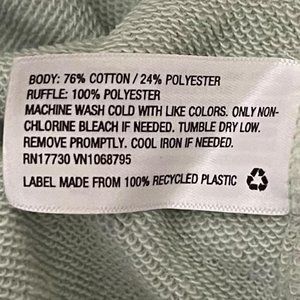 BODY: 76% COTTON / 24% POLYESTER
RUFFLE: 100% POLYESTER
MACHINE WASH COLD WITH LIKE COLORS. ONLY NON-
CHLORINE BLEACH IF NEEDED. TUMBLE DRY LOW.
REMOVE PROMPTLY. COOL IRON IF NEEDED.
RN17730 VN1068795
LABEL MADE FROM 100% RECYCLED PLASTIC